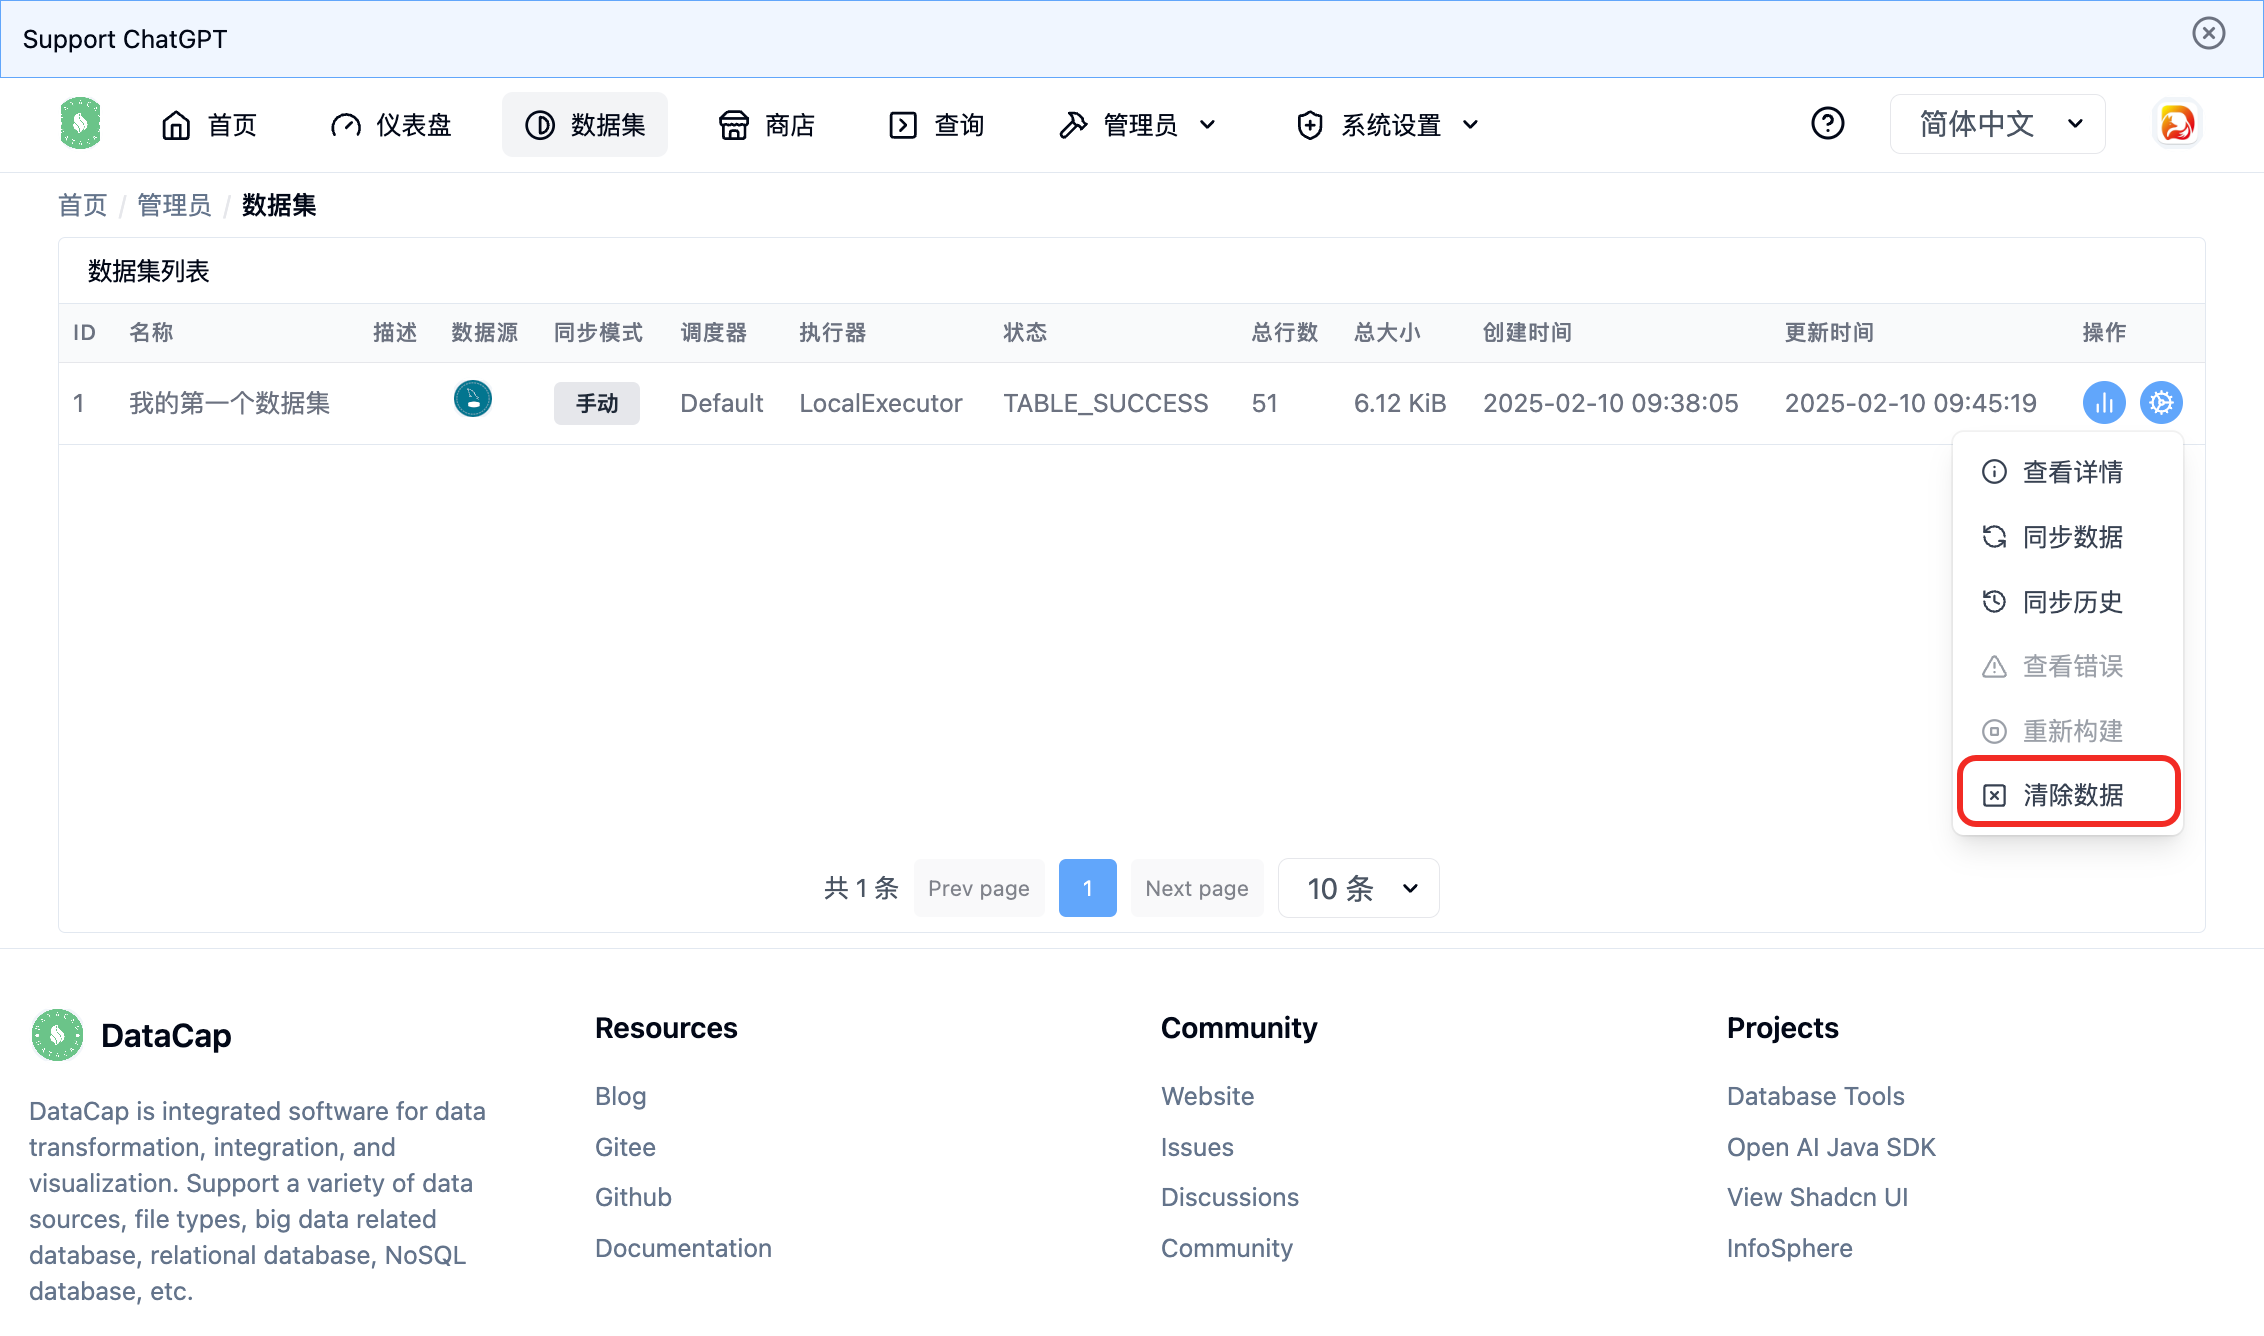 Support ChatGPT
首页 仪表盘 数据集 商店 查询 管理员 系统设置 简体中文
首页 / 管理员 / 数据集
数据集列表
ID 名称 描述 数据源 同步模式 调度器 执行器 状态 总行数 总大小 创建时间 更新时间 操作
1 我的第一个数据集 手动 Default LocalExecutor TABLE_SUCCESS 51 6.12 KiB 2025-02-10 09:38:05 2025-02-10 09:45:19
查看详情
同步数据
同步历史
查看错误
重新构建
清除数据
共 1 条 Prev page 1 Next page 10 条
DataCap
DataCap is integrated software for data
transformation, integration, and
visualization. Support a variety of data
sources, file types, big data related
database, relational database, NoSQL
database, etc.
Resources
Blog
Gitee
Github
Documentation
Community
Website
Issues
Discussions
Community
Projects
Database Tools
Open AI Java SDK
View Shadcn UI
InfoSphere